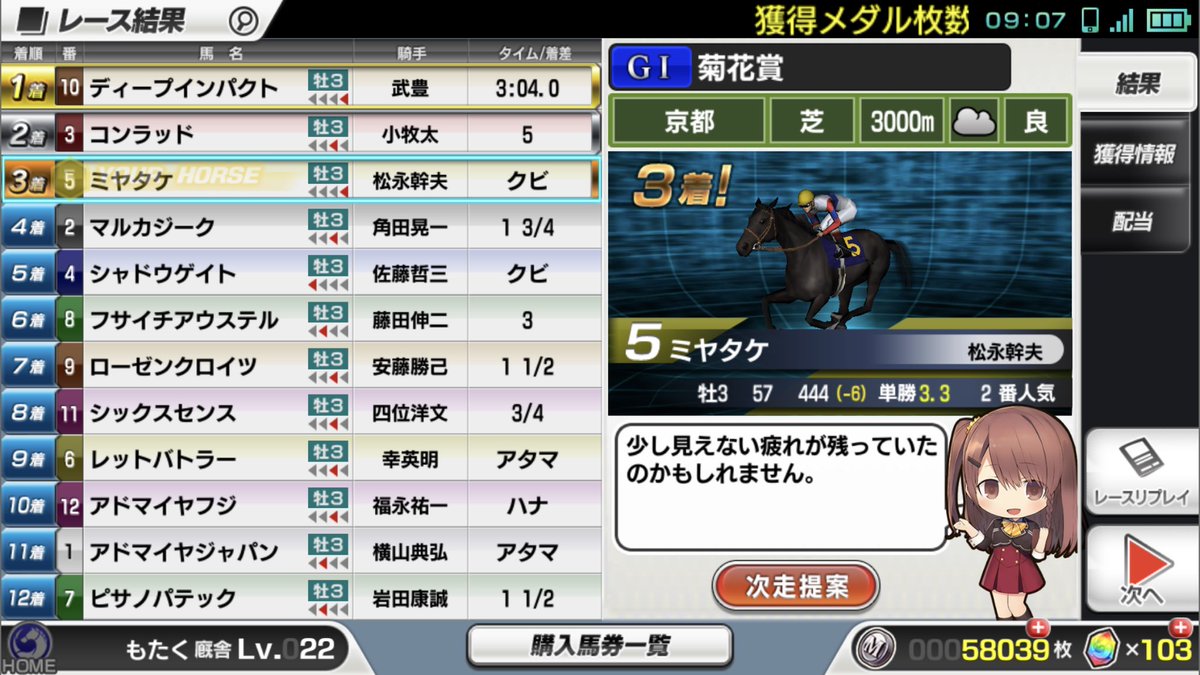 レース結果
獲得メダル枚数 09:07
着順 番 馬 名 騎手 タイム/着差
1着 10 ディープインパクト 牡3 武豊 3:04.0
2着 3 コンラッド 牡3 小牧太 5
3着 5 ミヤタケ YOUR HORSE 牡3 松永幹夫 クビ
4着 2 マルカジーク 牡3 角田晃一 1 3/4
5着 4 シャドウゲイト 牡3 佐藤哲三 クビ
6着 8 フサイチアウステル 牡3 藤田伸二 3
7着 9 ローゼンクロイツ 牡3 安藤勝己 1 1/2
8着 11 シックスセンス 牡3 四位洋文 3/4
9着 6 レットバトラー 牡3 幸英明 アタマ
10着 12 アドマイヤフジ 牡3 福永祐一 ハナ
11着 1 アドマイヤジャパン 牡3 横山典弘 アタマ
12着 7 ピサノパテック 牡3 岩田康誠 1 1/2
GI 菊花賞
京都 芝 3000m 良
3着!
5
5 ミヤタケ 松永幹夫
牡3 57 444 (-6) 単勝3.3 2番人気
少し見えない疲れが残っていた
のかもしれません。
次走提案
結果
獲得情報
配当
レースリプレイ
次へ
HOME
もたく 厩舎 Lv.022
購入馬券一覧
M 00058039枚
×103